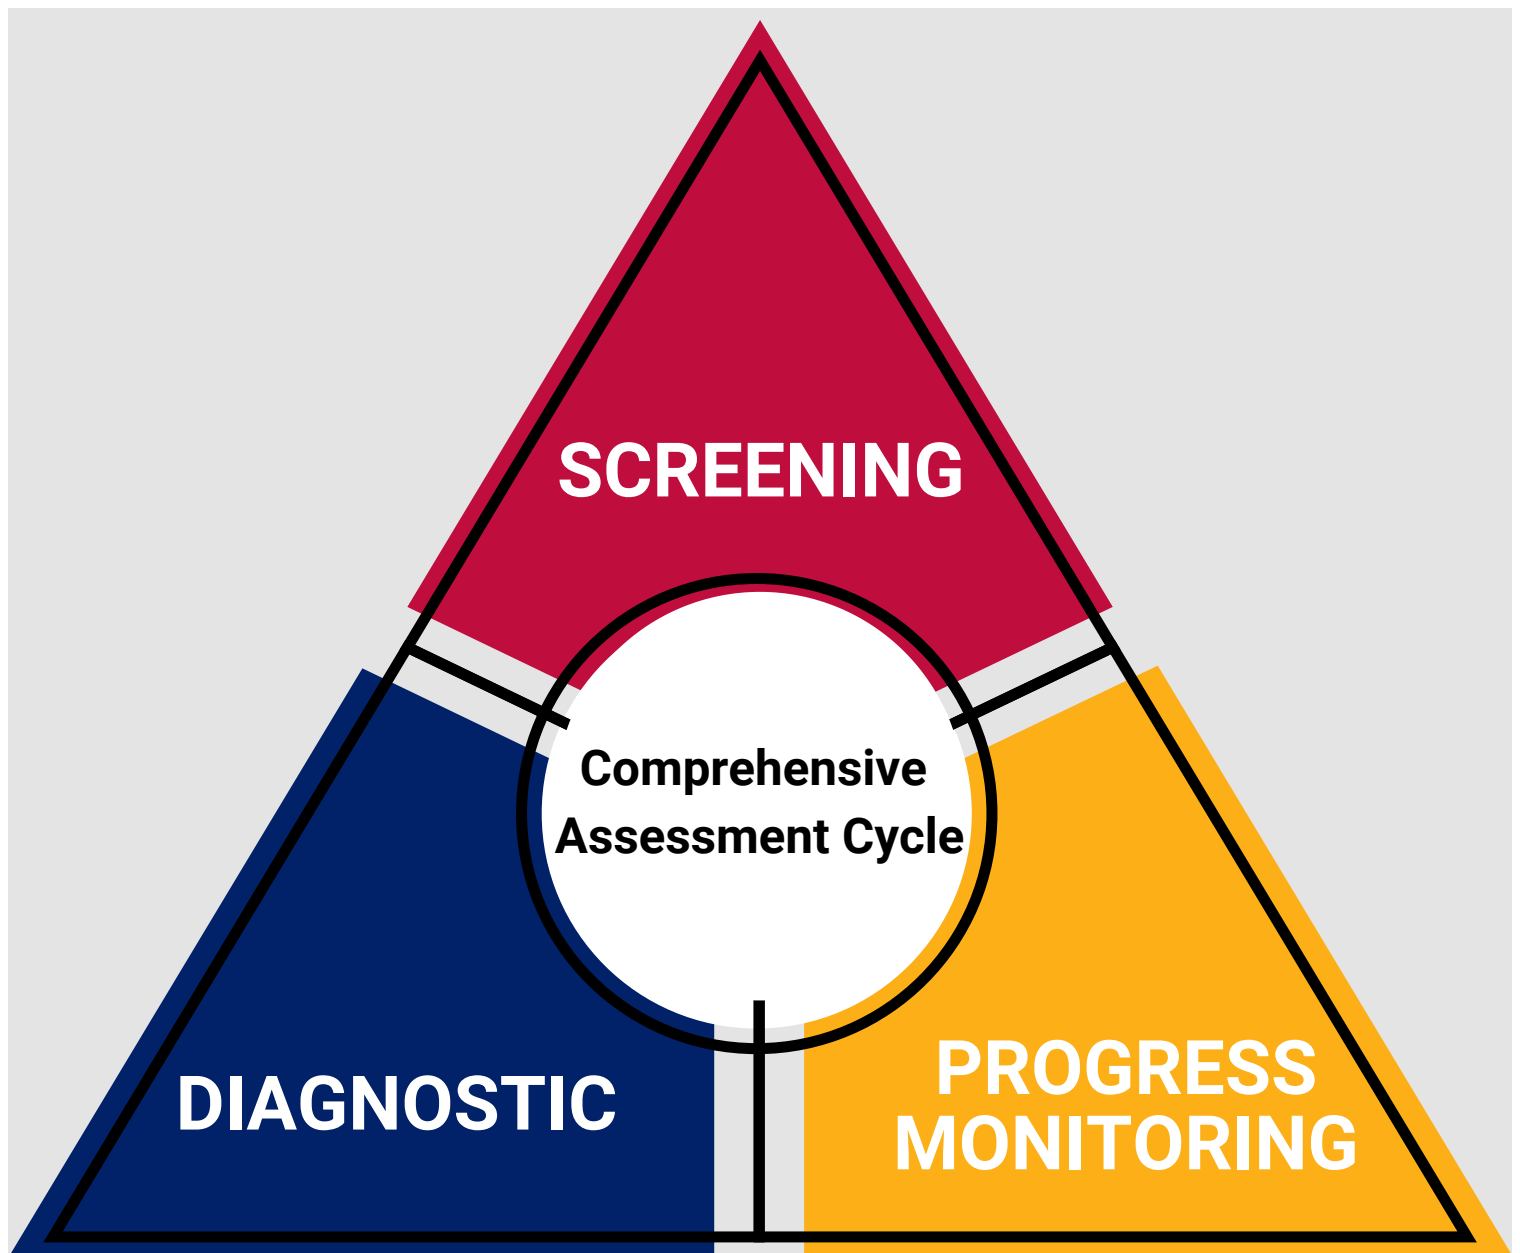 SCREENING
Comprehensive
Assessment Cycle
DIAGNOSTIC
PROGRESS
MONITORING